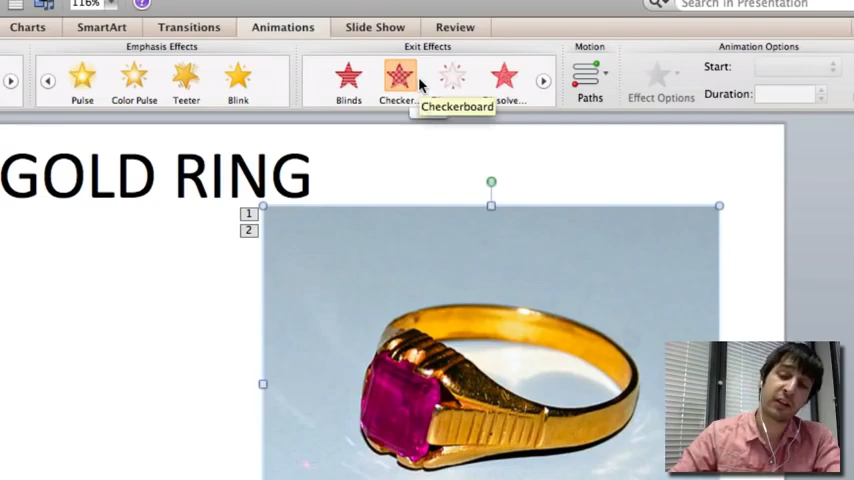 116%
Search in Presentation
Charts SmartArt Transitions Animations Slide Show Review
Emphasis Effects Exit Effects Motion Animation Options
Start:
Duration:
Pulse Color Pulse Teeter Blink Blinds Checker... solve... Paths Effect Options
Checkerboard
GOLD RING
1
2